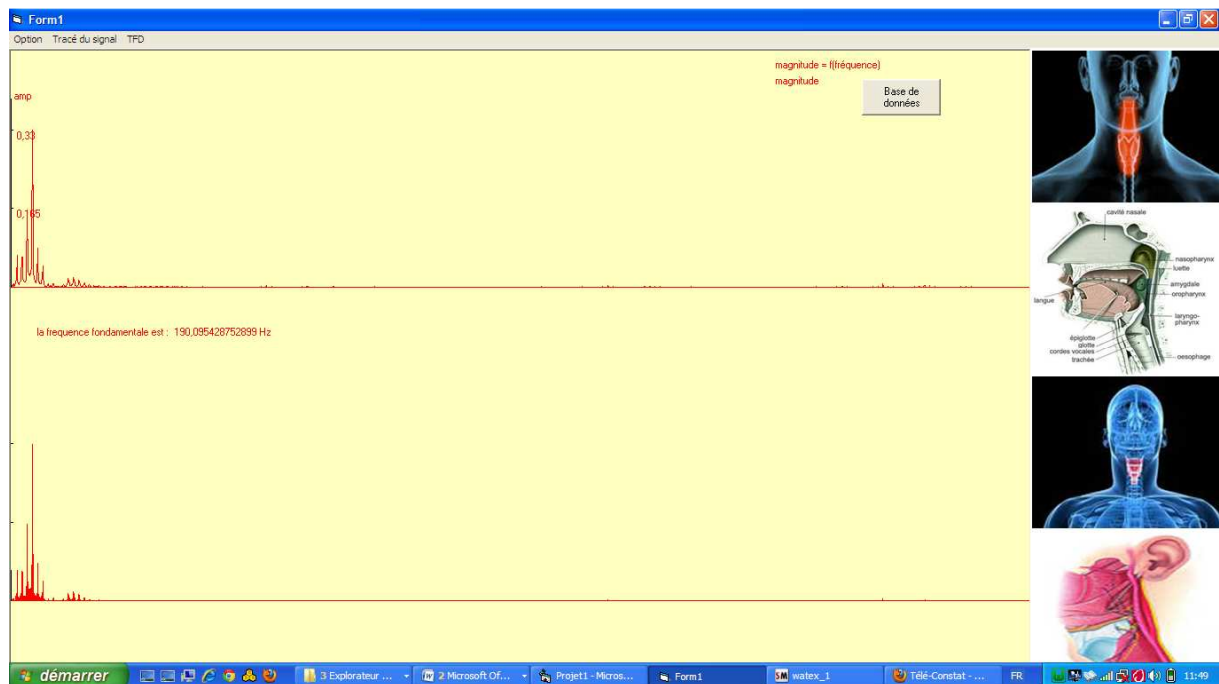 Form1
Option Tracé du signal TFD
magnitude = f(fréquence)
magnitude
Base de
données
amp
0,33
0,165
la frequence fondamentale est : 190,095428752899 Hz
cavité nasale
nasopharynx
luette
amygdale
oropharynx
langue
laryngo-
pharynx
épiglotte
glotte
cordes vocales
trachée
oesophage
démarrer
3 Explorateur ...
2 Microsoft Of...
Projet1 - Micros...
Form1
SM watex_1
Télé-Constat - ...
FR
11:49